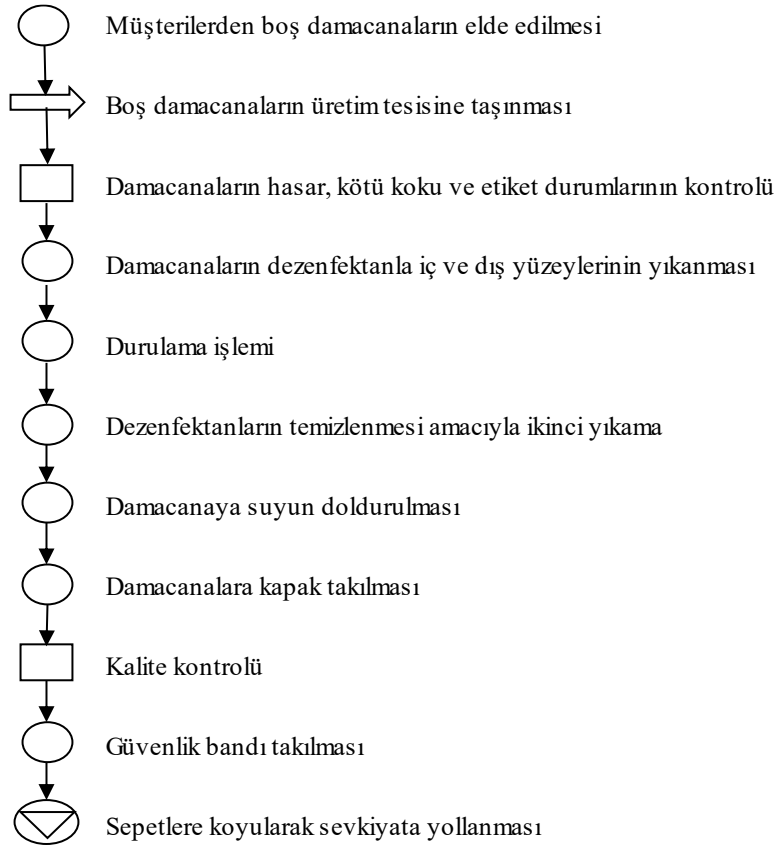 Müşterilerden boş damacanaların elde edilmesi
Boş damacanaların üretim tesisine taşınması
Damacanaların hasar, kötü koku ve etiket durumlarının kontrolü
Damacanaların dezenfektanla iç ve dış yüzeylerinin yıkanması
Durulama işlemi
Dezenfektanların temizlenmesi amacıyla ikinci yıkama
Damacanaya suyun doldurulması
Damacanalara kapak takılması
Kalite kontrolü
Güvenlik bandı takılması
Sepetlere koyularak sevkiyata yollanması